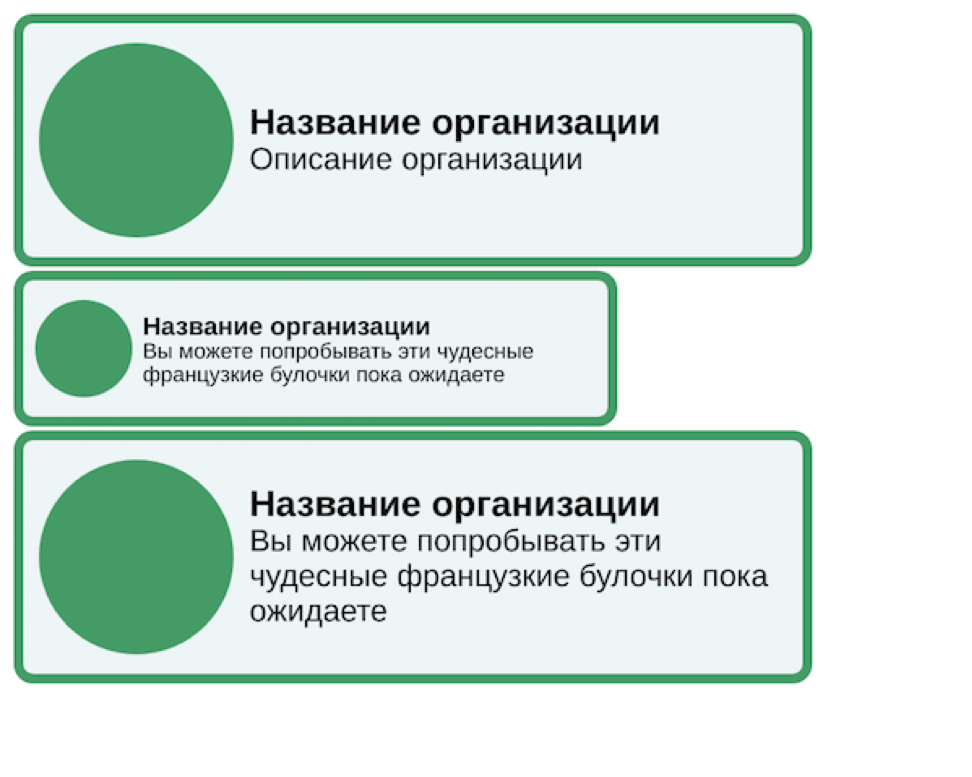 Название организации
Описание организации
Название организации
Вы можете попробывать эти чудесные
французкие булочки пока ожидаете
Название организации
Вы можете попробывать эти
чудесные французкие булочки пока
ожидаете